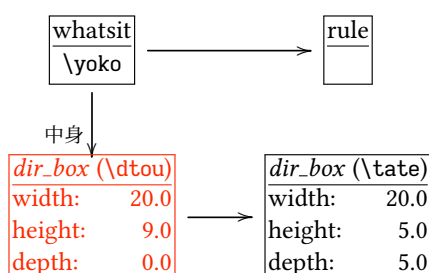 whatsit
\yoko
rule
中身
dir_box (\dtou)
width: 20.0
height: 9.0
depth: 0.0
dir_box (\tate)
width: 20.0
height: 5.0
depth: 5.0